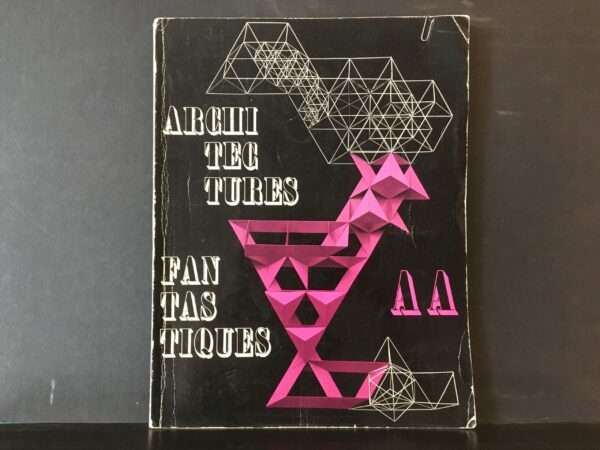 ARCHI
TEC
TURES
FAN
TAS
TIQUES
AA